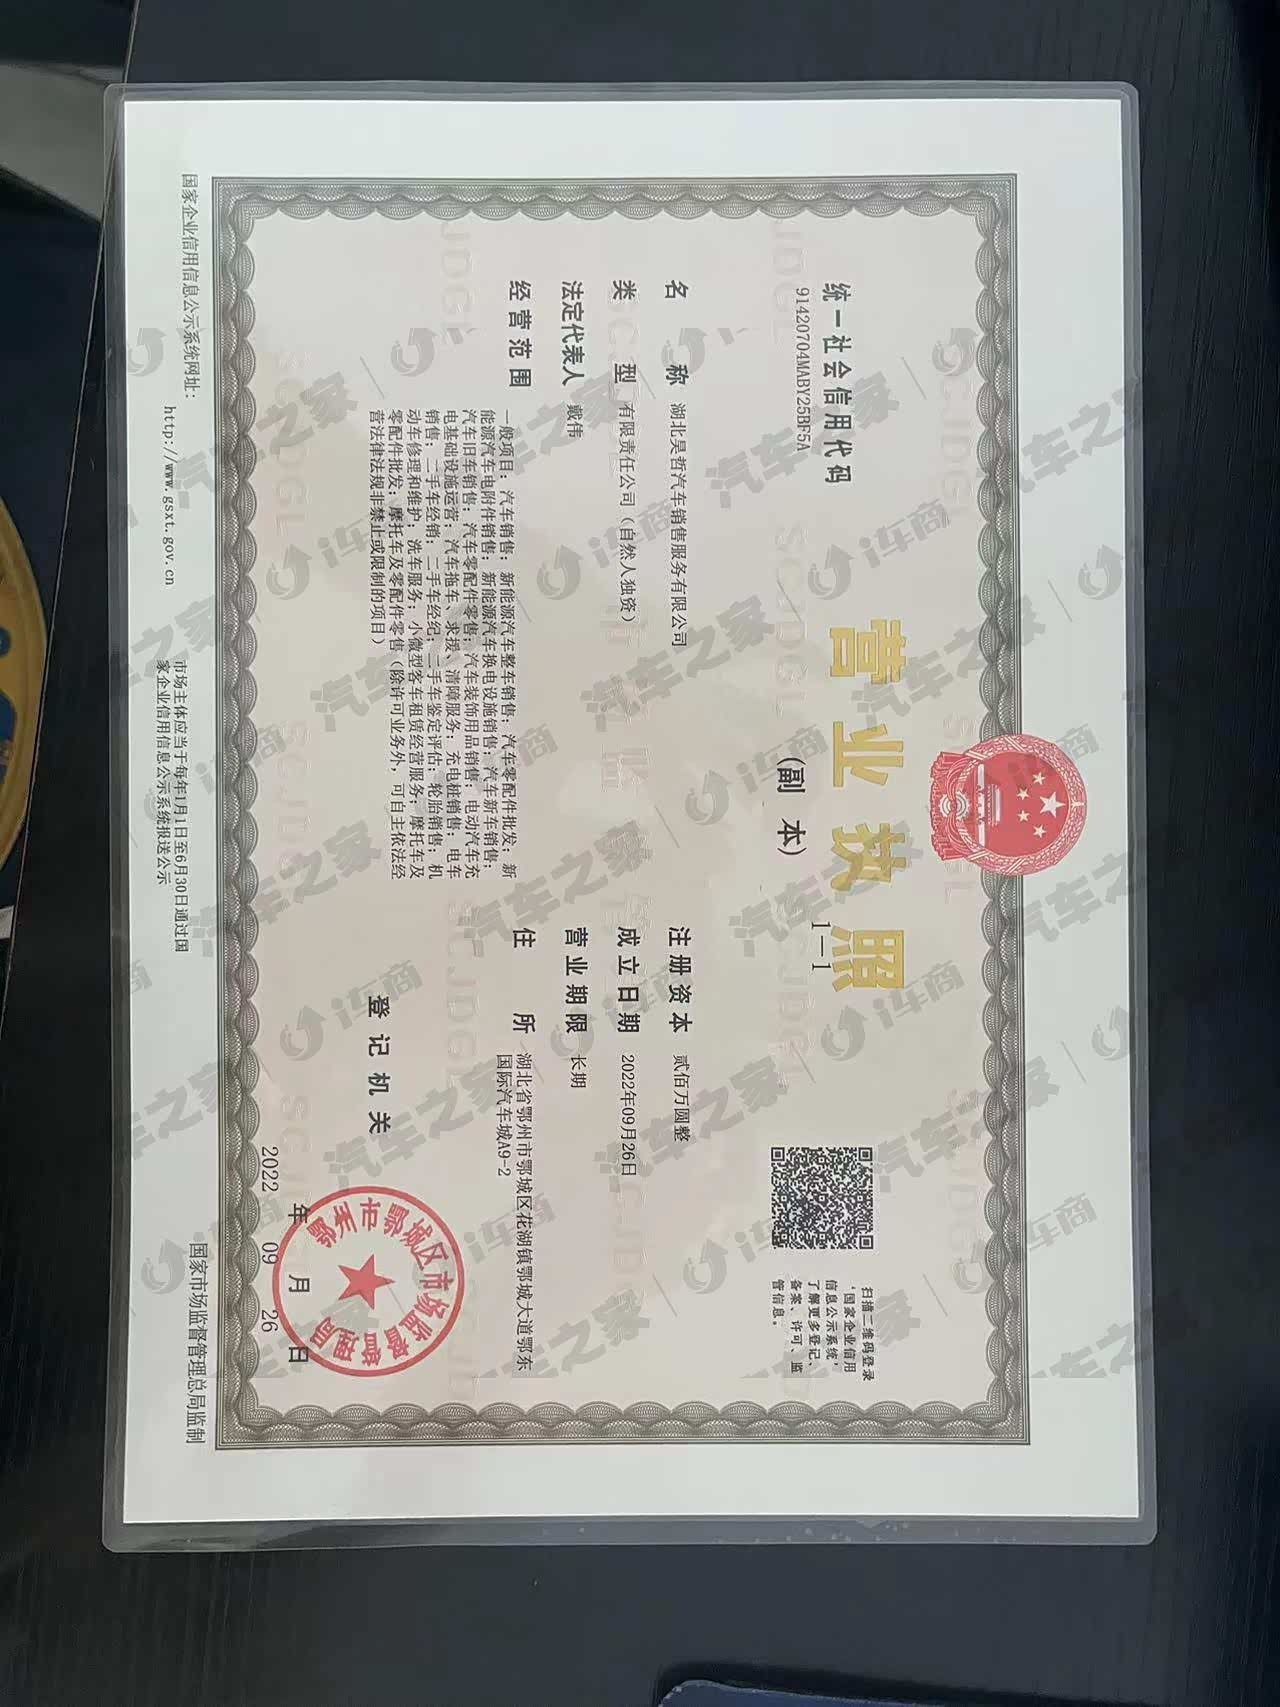 营业执照
(副 本) 1—1
统一社会信用代码
91420704MABY25BF5A
扫描二维码登录
‘国家企业信用
信息公示系统’
了解更多登记、
备案、许可、监
管信息。
名 称 湖北昊哲汽车销售服务有限公司
类 型 有限责任公司（自然人独资）
法定代表人 戴伟
经营范围 一般项目：汽车销售；新能源汽车整车销售；汽车零配件批发；新
能源汽车电附件销售；新能源汽车换电设施销售；汽车新车销售；
汽车旧车销售；汽车零配件零售；汽车装饰用品销售；电动汽车充
电基础设施运营；汽车拖车、求援、清障服务；充电桩销售；电车
销售；二手车经销；二手车经纪；二手车鉴定评估；轮胎销售；机
动车修理和维护；洗车服务；小微型客车租赁经营服务；摩托车及
零配件批发；摩托车及零配件零售（除许可业务外，可自主依法经
营法律法规非禁止或限制的项目）
注册资本 贰佰万圆整
成立日期 2022年09月26日
营业期限 长期
住 所 湖北省鄂州市鄂城区花湖镇鄂城大道鄂东
国际汽车城A9-2
登记机关
鄂州市鄂城区市场监督管理局
2022 年 09 月 26 日
国家企业信用信息公示系统网址：
http://www.gsxt.gov.cn
市场主体应当于每年1月1日至6月30日通过国
家企业信用信息公示系统报送公示
国家市场监督管理总局监制
汽车之家 | i车商